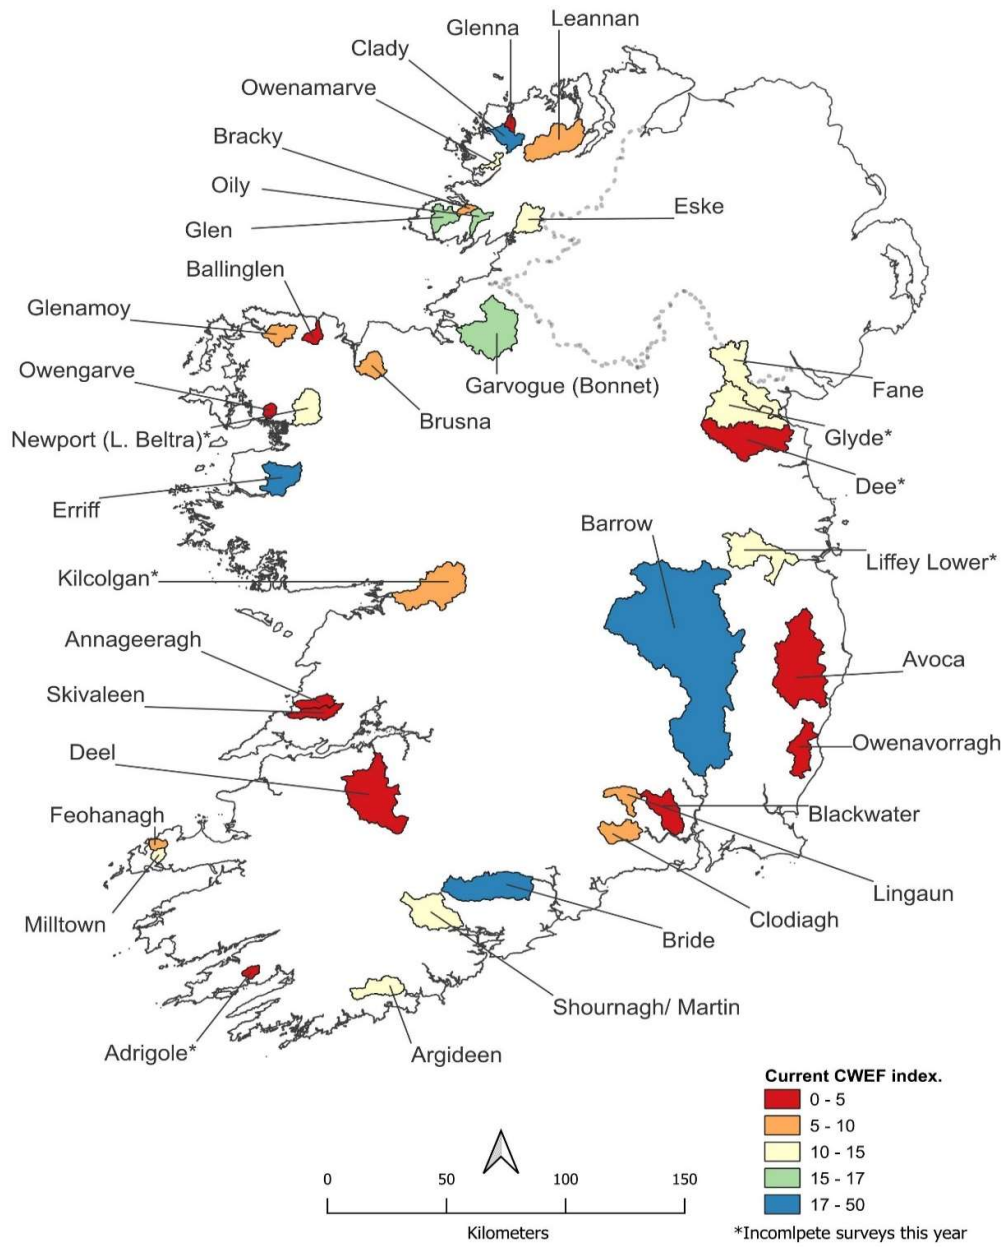 Leannan
Glenna
Clady
Owenamarve
Bracky
Oily
Glen
Eske
Ballinglen
Glenamoy
Owengarve
Garvogue (Bonnet)
Fane
Brusna
Newport (L. Beltra)*
Glyde*
Dee*
Erriff
Barrow
Liffey Lower*
Kilcolgan*
Annageeragh
Avoca
Skivaleen
Owenavorragh
Deel
Feohanagh
Blackwater
Lingaun
Clodiagh
Milltown
Bride
Shournagh/ Martin
Adrigole*
Argideen
Current CWEF index.
0 - 5
5 - 10
10 - 15
15 - 17
17 - 50
0 50 100 150
Kilometers
*Incomlpete surveys this year